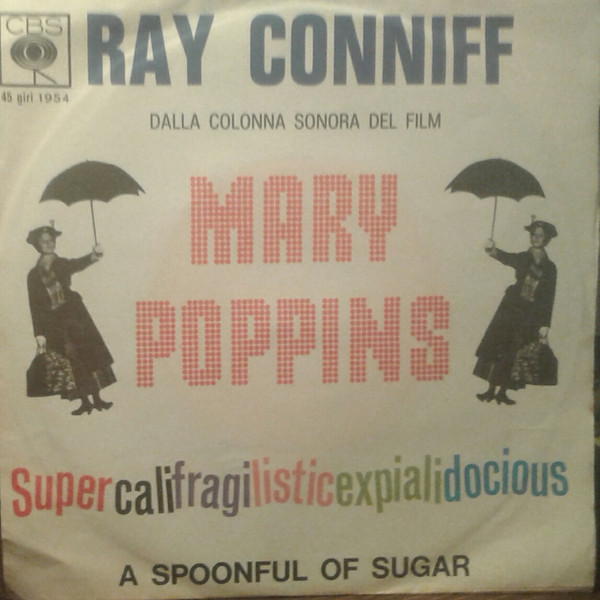 CBS
RAY CONNIFF
45 giri 1954
DALLA COLONNA SONORA DEL FILM
MARY
POPPINS
Supercalifragilisticexpialidocious
A SPOONFUL OF SUGAR